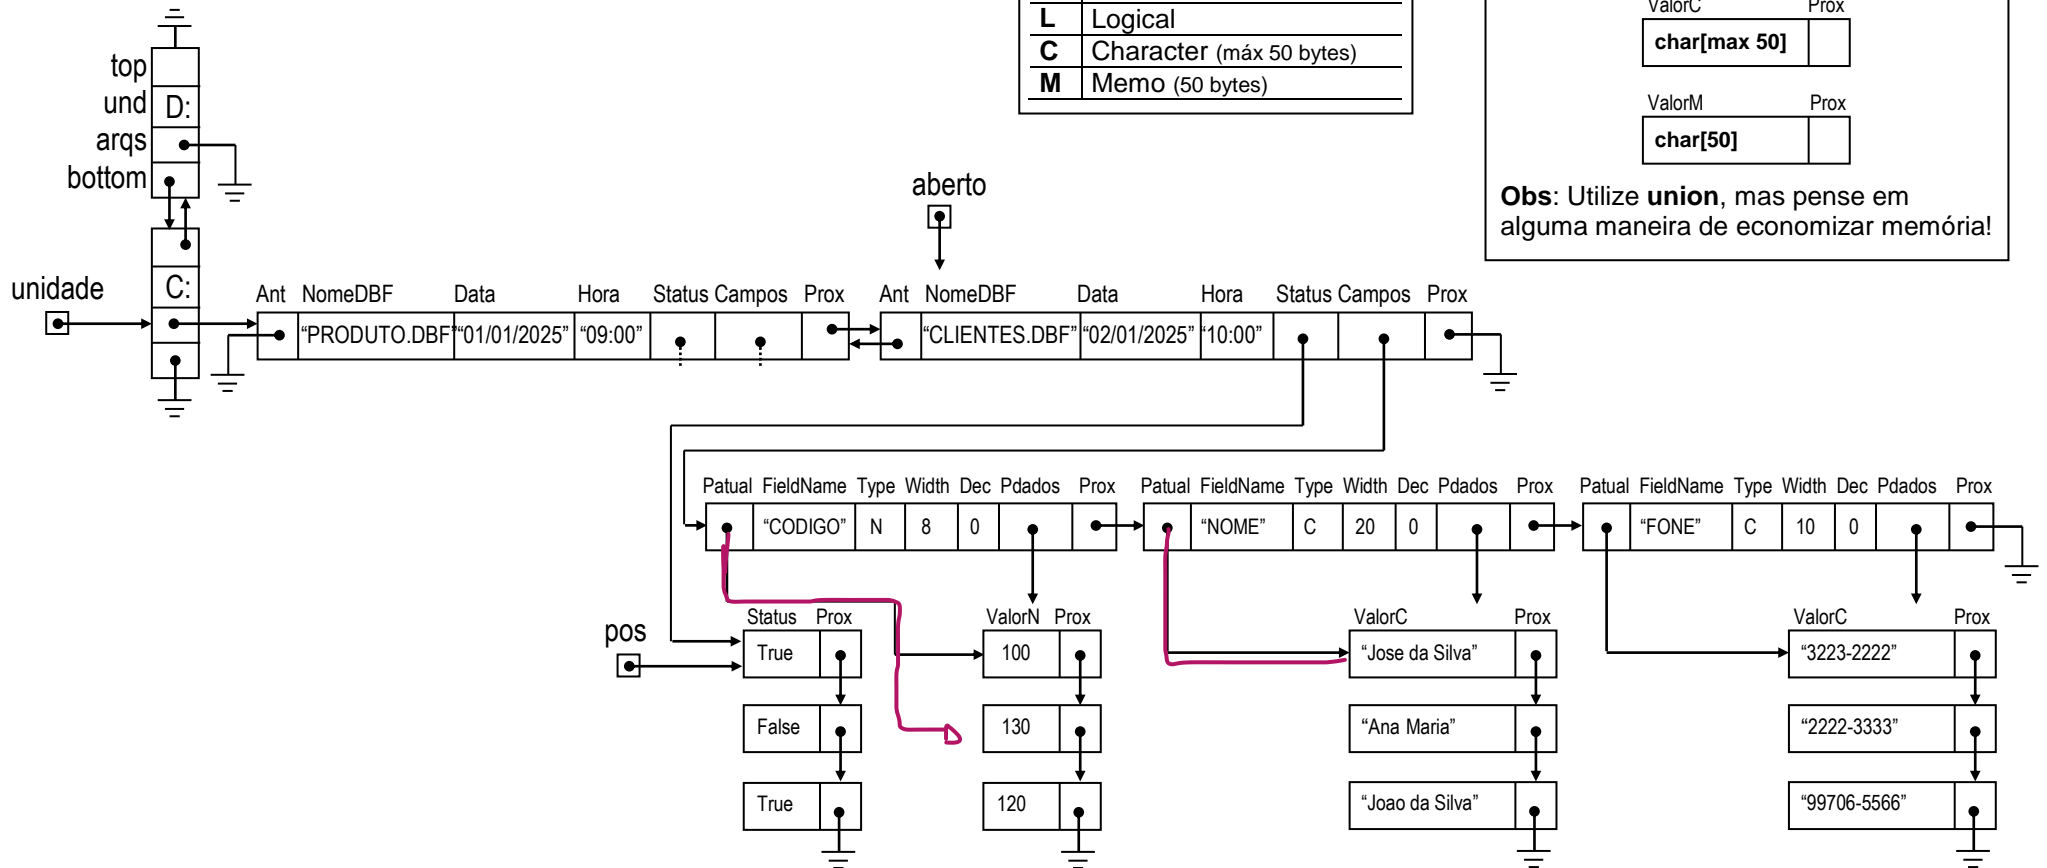 L Logical
C Character (máx 50 bytes)
M Memo (50 bytes)
ValorC Prox
char[max 50]
ValorM Prox
char[50]
Obs: Utilize union, mas pense em
alguma maneira de economizar memória!
top
und D:
arqs
bottom
aberto
unidade
C:
Ant NomeDBF Data Hora Status Campos Prox
"PRODUTO.DBF" "01/01/2025" "09:00"
Ant NomeDBF Data Hora Status Campos Prox
"CLIENTES.DBF" "02/01/2025" "10:00"
Patual FieldName Type Width Dec Pdados Prox
"CODIGO" N 8 0
Patual FieldName Type Width Dec Pdados Prox
"NOME" C 20 0
Patual FieldName Type Width Dec Pdados Prox
"FONE" C 10 0
pos
Status Prox
True
False
True
ValorN Prox
100
130
120
ValorC Prox
"Jose da Silva"
"Ana Maria"
"Joao da Silva"
ValorC Prox
"3223-2222"
"2222-3333"
"99706-5566"